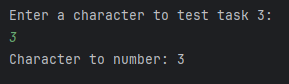 Enter a character to test task 3:
3
Character to number: 3